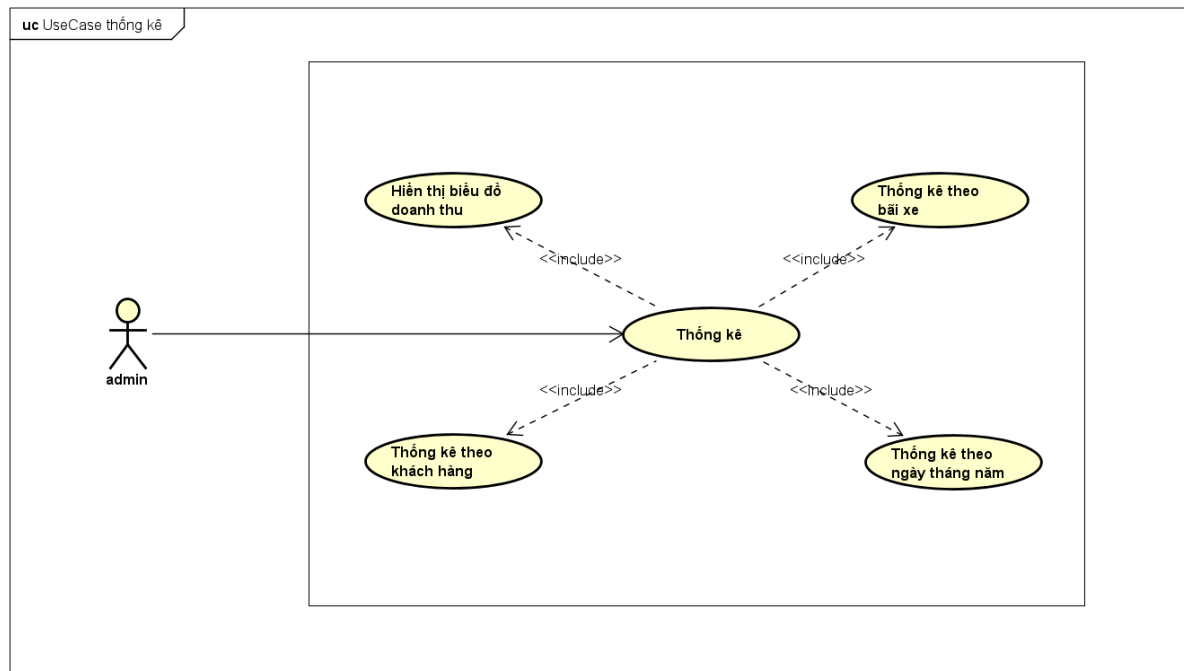 uc UseCase thống kê
Hiển thị biểu đồ
doanh thu
Thống kê theo
bãi xe
<<include>>
<<include>>
Thống kê
admin
<<include>>
<<include>>
Thống kê theo
khách hàng
Thống kê theo
ngày tháng năm